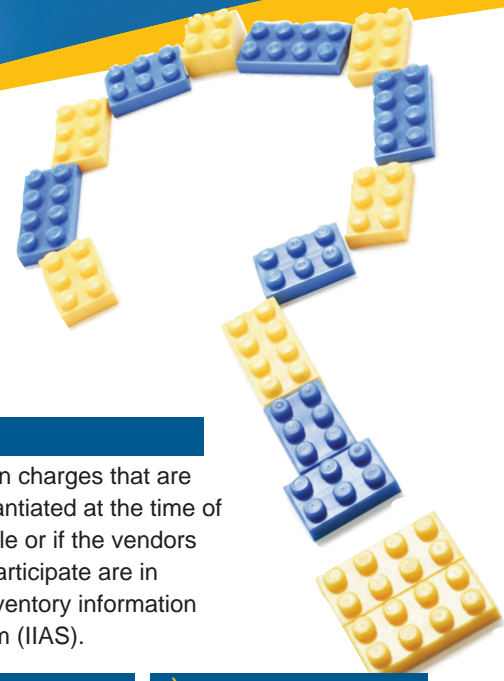 n charges that are
antiated at the time of
le or if the vendors
articipate are in
ventory information
m (IIAS).